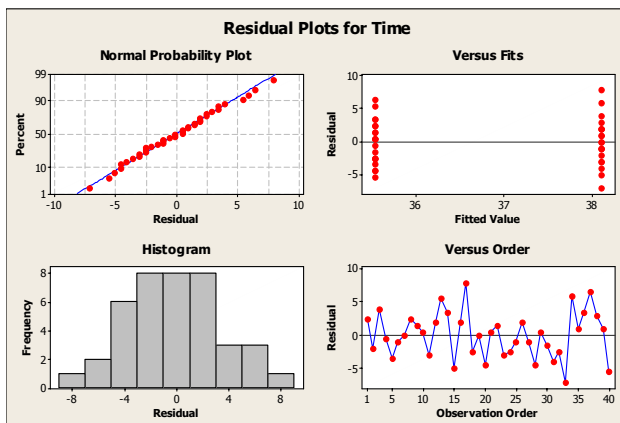 Residual Plots for Time
Normal Probability Plot
99
90
50
10
1
Percent
-10 -5 0 5 10
Residual
Versus Fits
10
5
0
-5
Residual
36 37 38
Fitted Value
Histogram
8
6
4
2
0
Frequency
-8 -4 0 4 8
Residual
Versus Order
10
5
0
-5
Residual
1 5 10 15 20 25 30 35 40
Observation Order